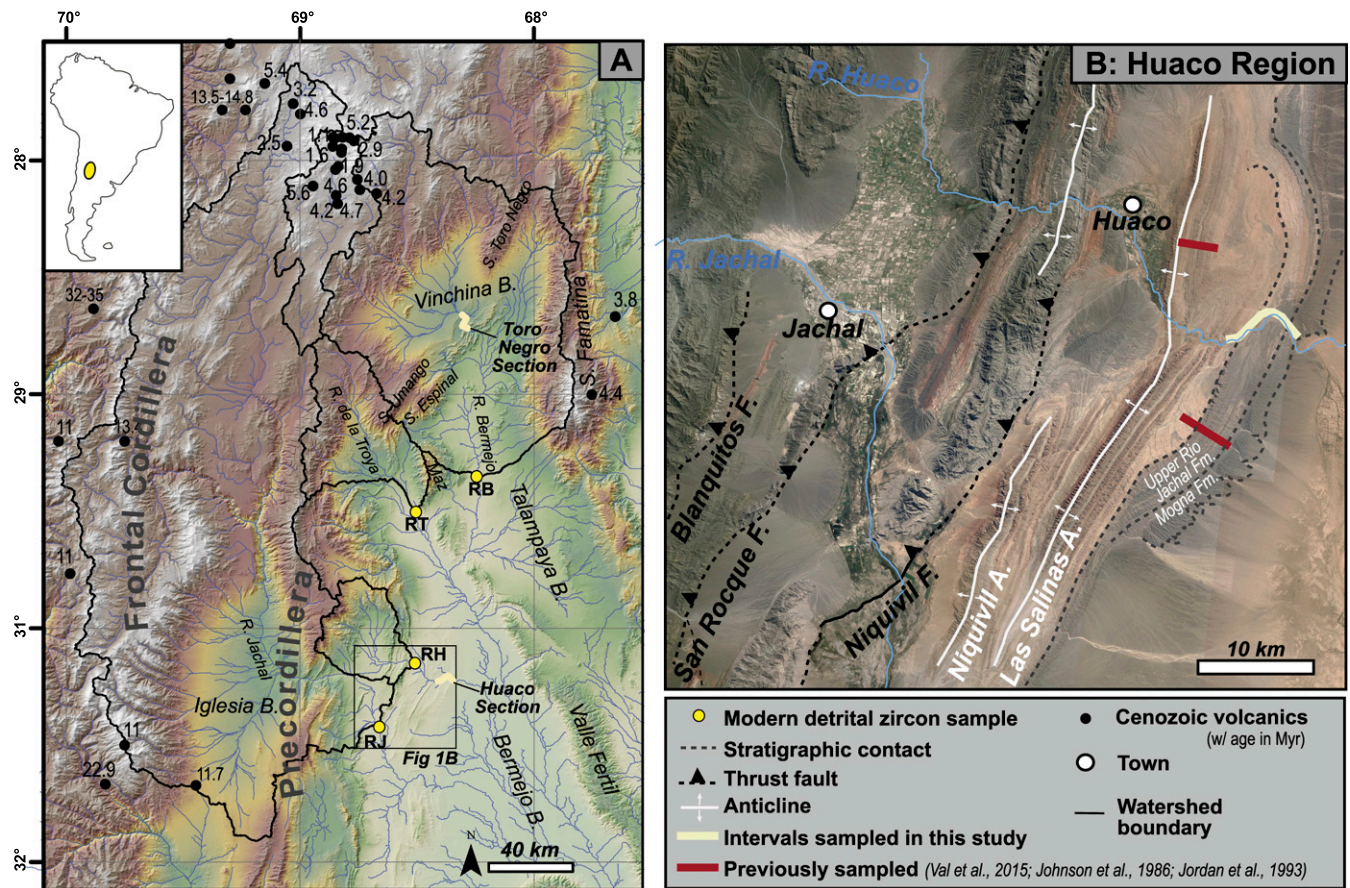 70°
69°
68°
A
5.4
3.2
13.5-14.8
4.6
5.2
28°
2.5
1.6
2.9
1.9
5.6
4.6
4.0
4.2
4.2
4.7
S. Toro Negro
Vinchina B.
32-35
3.8
Toro
Negro
Section
S. Famatina
Frontal Cordillera
S. Umango
S. Espinal
29°
4.4
R. de la Troya
R. Bermejo
11
Maz
RB
RT
Talampaya B.
11
31°
Precordillera
R. Jachal
RH
Iglesia B.
Huaco
Section
RJ
Valle Fertil
11
Fig 1B
22.9
11.7
Bermejo B.
N
40 km
32°
B: Huaco Region
R. Huaco
Huaco
R. Jachal
Jachal
Blanquitos F.
San Rocque F.
Niquivil F.
Niquivil A.
Las Salinas A.
Upper Rio
Jachal Fm.
Mogna Fm.
10 km
Modern detrital zircon sample
Stratigraphic contact
Thrust fault
Anticline
Intervals sampled in this study
Previously sampled (Val et al., 2015; Johnson et al., 1986; Jordan et al., 1993)
Cenozoic volcanics
(w/ age in Myr)
Town
Watershed
boundary